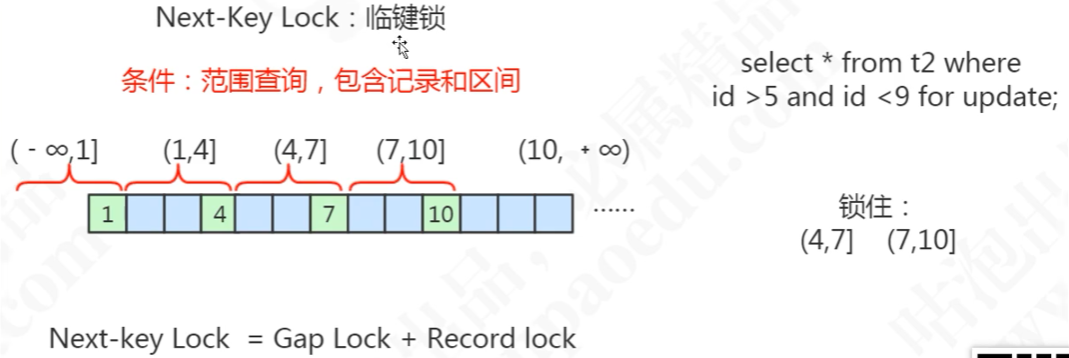 Next-Key Lock：临键锁
条件：范围查询，包含记录和区间
select * from t2 where
id >5 and id <9 for update;
( - ∞,1] (1,4] (4,7] (7,10] (10, + ∞)
1 4 7 10 ……
锁住：
(4,7] (7,10]
Next-key Lock = Gap Lock + Record lock